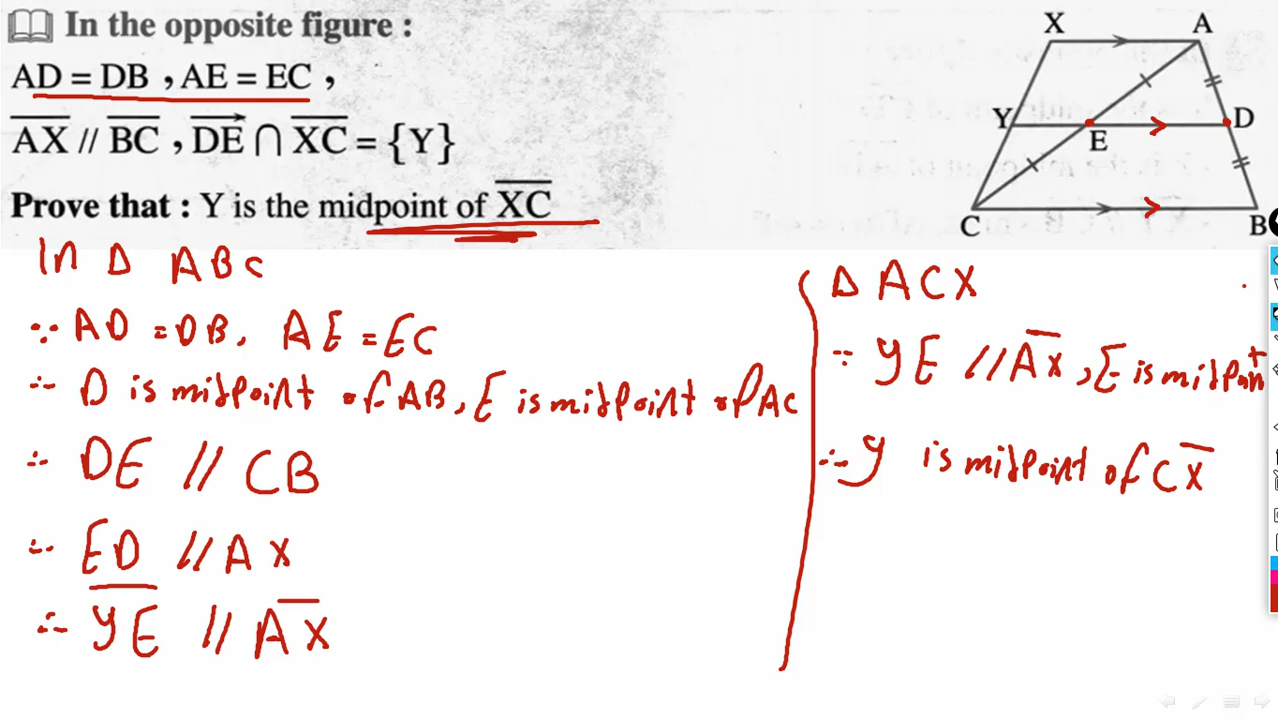 In the opposite figure :
AD = DB , AE = EC ,
AX // BC , DE ∩ XC = {Y}
Prove that : Y is the midpoint of XC
X A
Y E D
C B
In Δ ABC
∵ AD = DB, AE = EC
∴ D is midpoint of AB, E is midpoint of AC
∴ DE // CB
∴ ED // AX
∴ YE // AX
Δ ACX
∵ YE // AX, E is midpoint
∴ Y is midpoint of CX